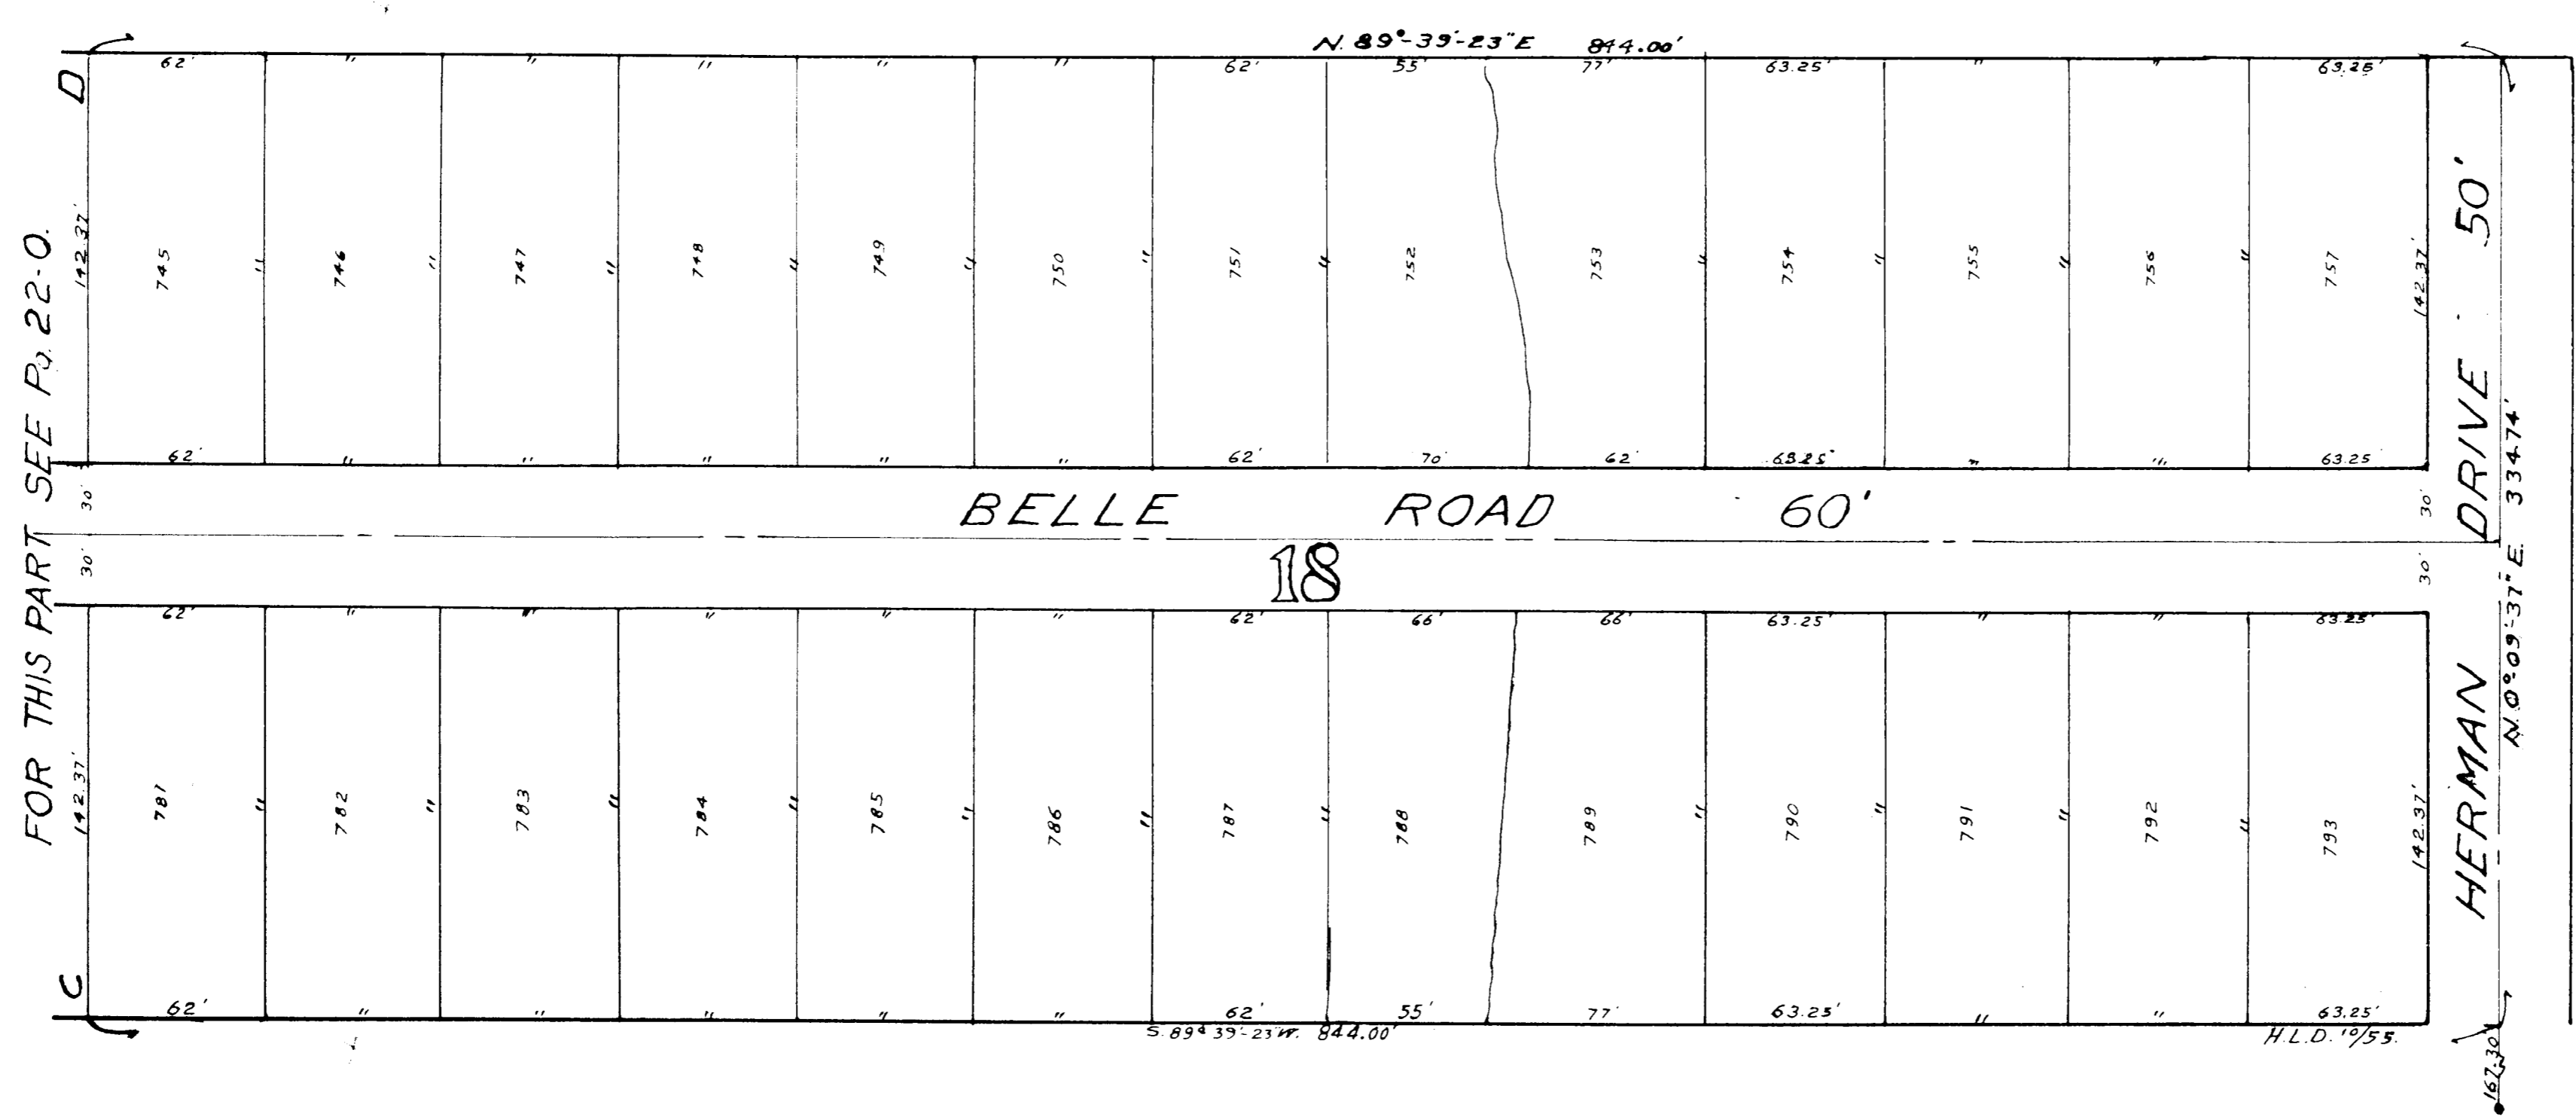 N. 89°-39'-23"E 844.00'
62' " " " " " 62' 55' 77' 63.25' " " 63.25'
D
FOR THIS PART SEE Pg. 22-O.
142.37' 745 " 746 " 747 " 748 " 749 " 750 " 751 " 752 753 " 754 " 755 " 756 " 757 142.37'
62' " " " " " 62' 70' 62' 63.25' " " 63.25'
30' 30'
BELLE ROAD 60'
30' 30'
18
62' " " " " " 62' 66' 66' 63.25' " " 63.25'
142.37' 781 " 782 " 783 " 784 " 785 " 786 " 787 " 788 789 " 790 " 791 " 792 " 793 142.37'
C
62' " " " " " 62' 55' 77' 63.25' " " 63.25'
S. 89° 39'-23"W. 844.00'
H.L.D. 10/55.
HERMAN DRIVE 50'
N.0°-09'-37"E. 334.74'
167.30'